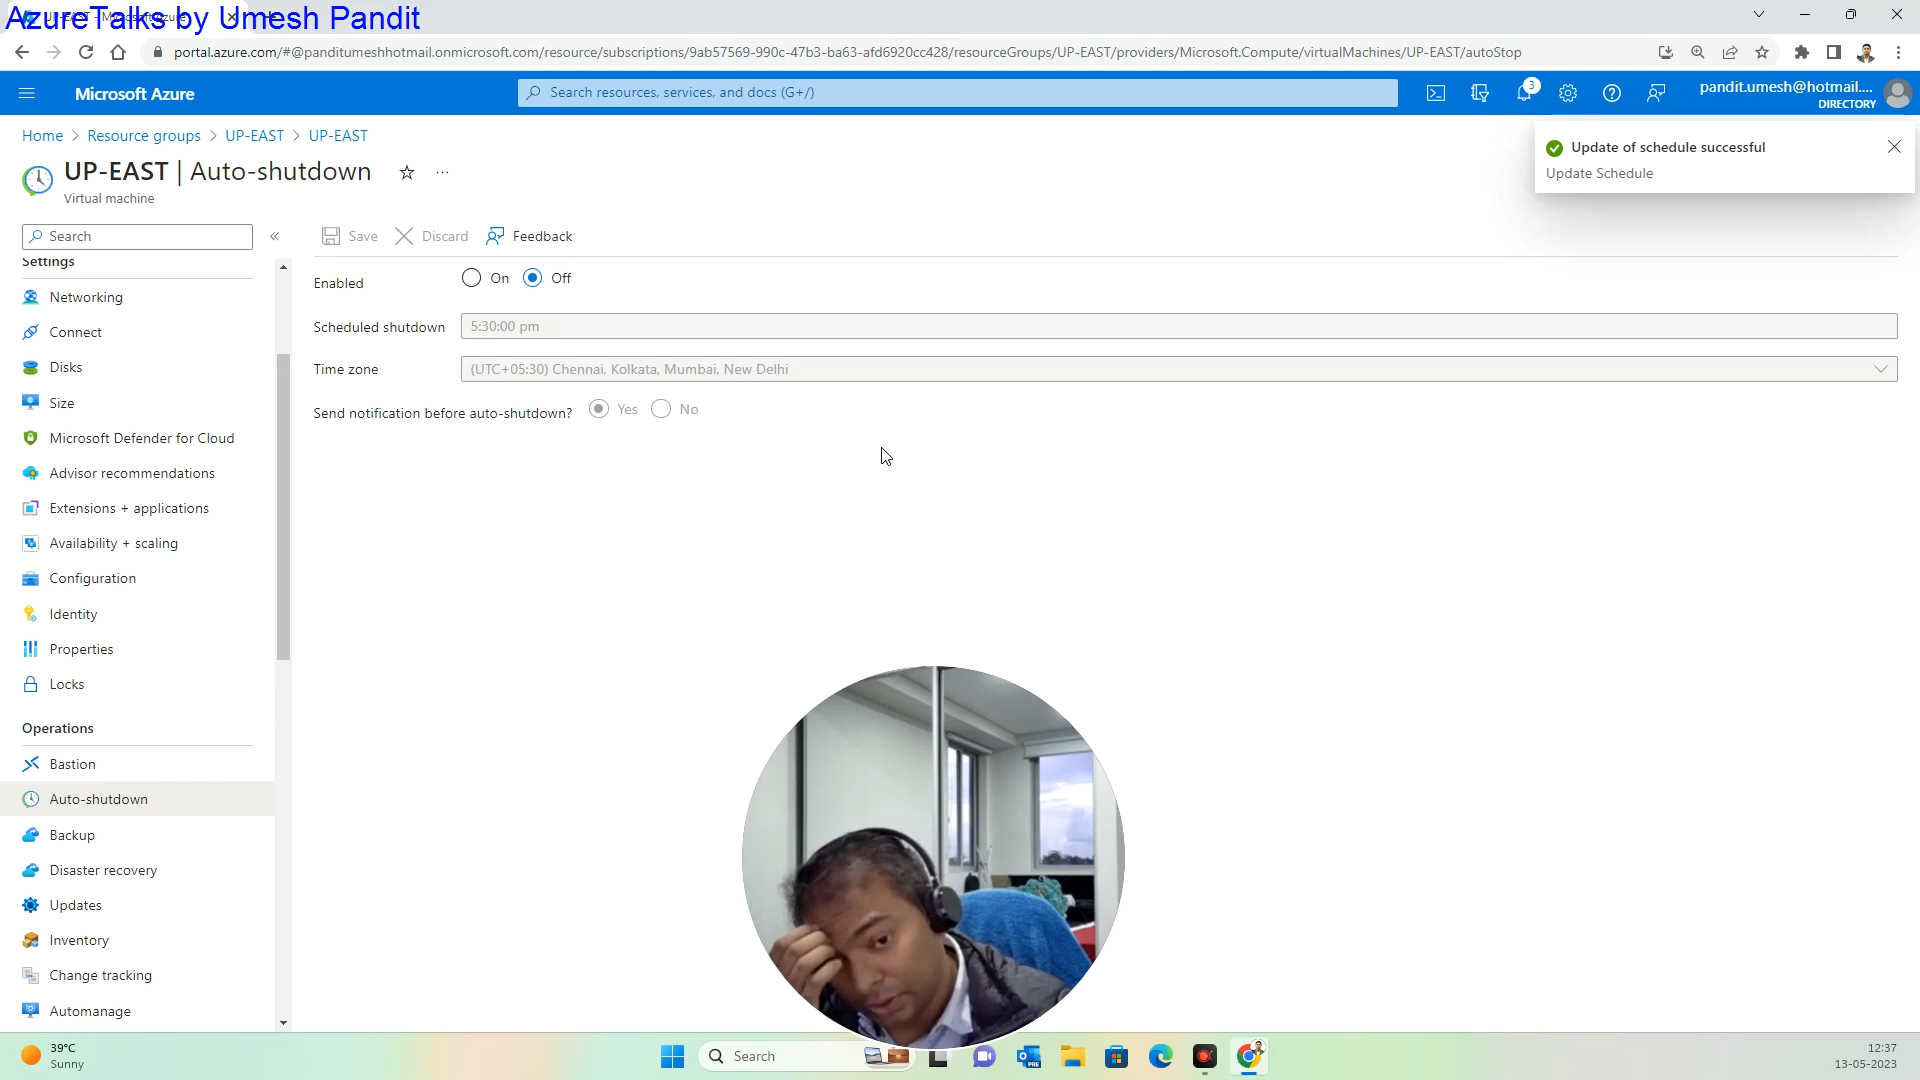 AzureTalks by Umesh Pandit
portal.azure.com/#@panditumeshhotmail.onmicrosoft.com/resource/subscriptions/9ab57569-990c-47b3-ba63-afd6920cc428/resourceGroups/UP-EAST/providers/Microsoft.Compute/virtualMachines/UP-EAST/autoStop
Microsoft Azure
Search resources, services, and docs (G+/)
3
pandit.umesh@hotmail....
DIRECTORY
Home > Resource groups > UP-EAST > UP-EAST
Update of schedule successful
Update Schedule
UP-EAST | Auto-shutdown
Virtual machine
Search
Save
Discard
Feedback
Settings
Networking
Connect
Disks
Size
Microsoft Defender for Cloud
Advisor recommendations
Extensions + applications
Availability + scaling
Configuration
Identity
Properties
Locks
Operations
Bastion
Auto-shutdown
Backup
Disaster recovery
Updates
Inventory
Change tracking
Automanage
Enabled
On
Off
Scheduled shutdown
5:30:00 pm
Time zone
(UTC+05:30) Chennai, Kolkata, Mumbai, New Delhi
Send notification before auto-shutdown?
Yes
No
39°C
Sunny
Search
PRE
12:37
13-05-2023